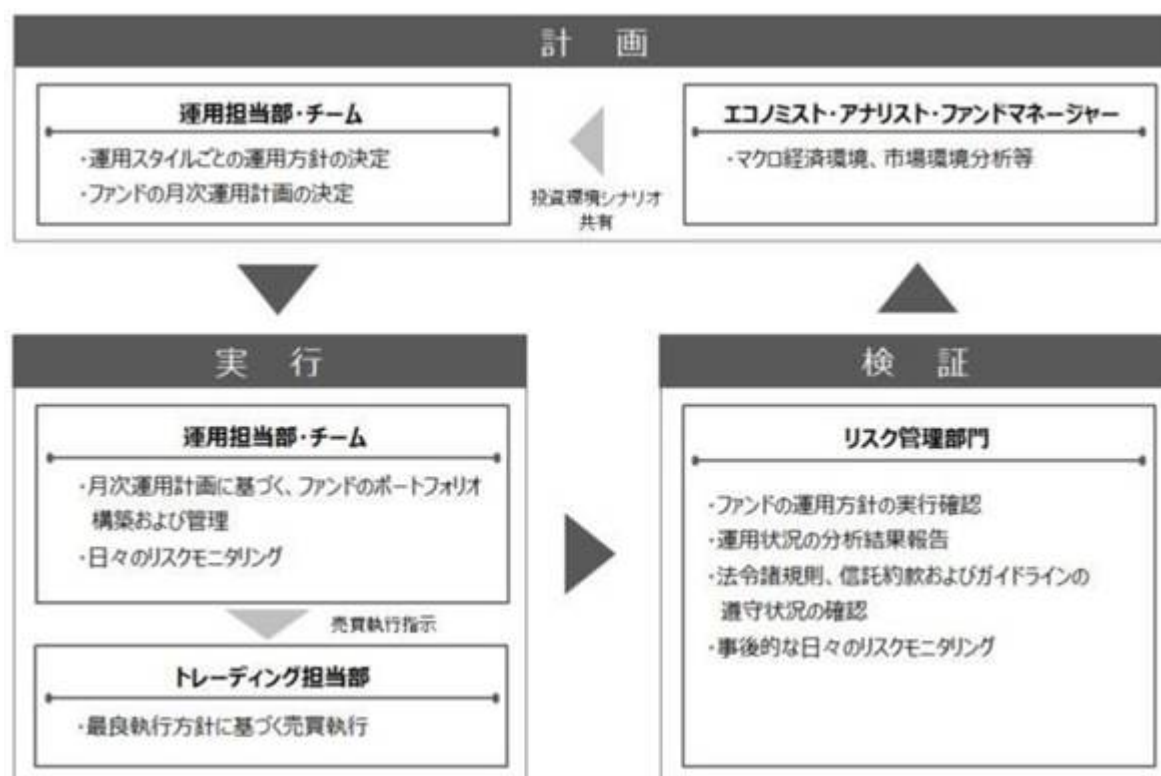 計 画
運用担当部・チーム
・運用スタイルごとの運用方針の決定
・ファンドの月次運用計画の決定
投資環境シナリオ
共有
エコノミスト・アナリスト・ファンドマネージャー
・マクロ経済環境、市場環境分析等
実 行
運用担当部・チーム
・月次運用計画に基づく、ファンドのポートフォリオ
構築および管理
・日々のリスクモニタリング
売買執行指示
トレーディング担当部
・最良執行方針に基づく売買執行
検 証
リスク管理部門
・ファンドの運用方針の実行確認
・運用状況の分析結果報告
・法令諸規則、信託約款およびガイドラインの
遵守状況の確認
・事後的な日々のリスクモニタリング